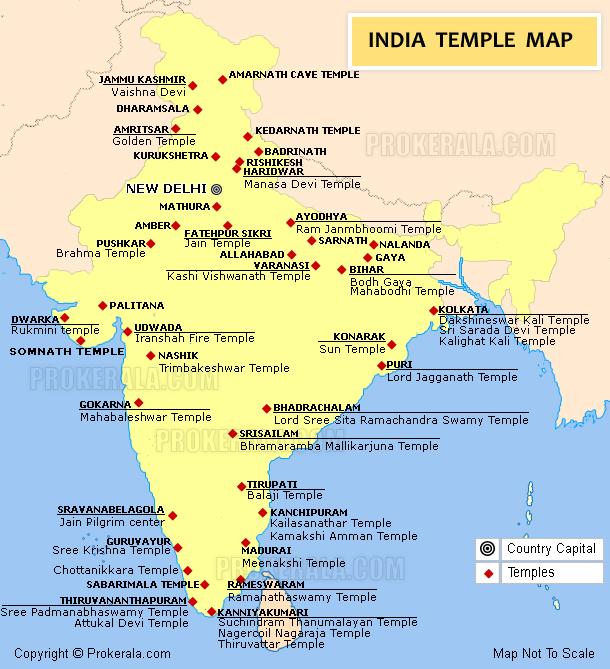 INDIA TEMPLE MAP
JAMMU KASHMIR
Vaishna Devi
AMARNATH CAVE TEMPLE
DHARAMSALA
AMRITSAR
Golden Temple
KEDARNATH TEMPLE
PROKERALA.COM
KURUKSHETRA
BADRINATH
RISHIKESH
HARIDWAR
Manasa Devi Temple
NEW DELHI
MATHURA
AMBER
FATEHPUR SIKRI
Jain Temple
AYODHYA
Ram Janmbhoomi Temple
PUSHKAR
Brahma Temple
SARNATH
NALANDA
ALLAHABAD
GAYA
VARANASI
Kashi Vishwanath Temple
BIHAR
Bodh Gaya
Mahabodhi Temple
PALITANA
DWARKA
Rukmini temple
KOLKATA
Dakshineswar Kali Temple
Sri Sarada Devi Temple
Kalighat Kali Temple
UDWADA
Iranshah Fire Temple
SOMNATH TEMPLE
KONARAK
Sun Temple
NASHIK
Trimbakeshwar Temple
PURI
Lord Jagganath Temple
PROKERALA.COM
GOKARNA
Mahabaleshwar Temple
BHADRACHALAM
Lord Sree Sita Ramachandra Swamy Temple
PROKERALA.COM
SRISAILAM
Bhramaramba Mallikarjuna Temple
TIRUPATI
Balaji Temple
SRAVANABELAGOLA
Jain Pilgrim center
KANCHIPURAM
Kailasanathar Temple
Kamakshi Amman Temple
GURUVAYUR
Sree Krishna Temple
MADURAI
Meenakshi Temple
Country Capital
Temples
Chottanikkara Temple
PROKERALA.COM
SABARIMALA TEMPLE
RAMESWARAM
Ramanathaswamy Temple
THIRUVANANTHAPURAM
Sree Padmanabhaswamy Temple
Attukal Devi Temple
KANNIYAKUMARI
Suchindram Thanumalayan Temple
Nagercoil Nagaraja Temple
Thiruvattar Temple
Copyright © Prokerala.com
Map Not To Scale